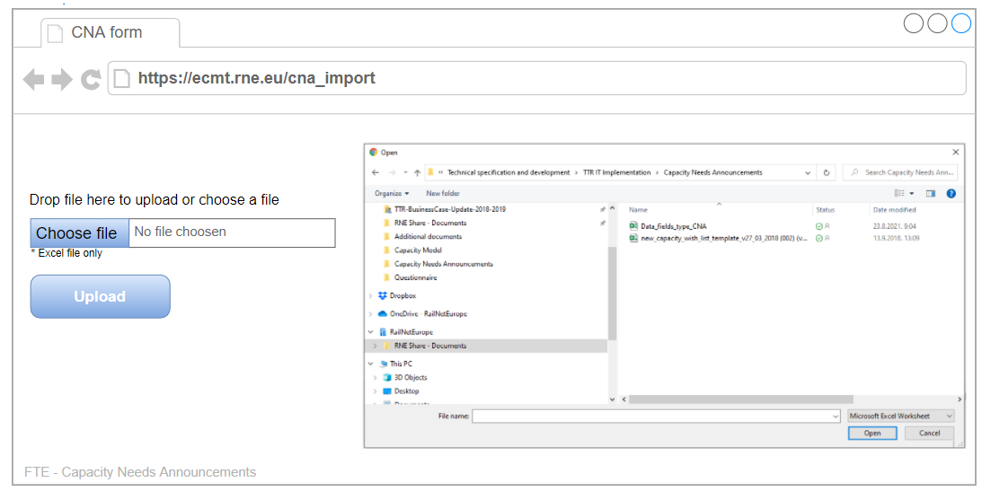 CNA form
https://ecmt.rne.eu/cna_import
Drop file here to upload or choose a file
Choose file No file choosen
* Excel file only
Upload
Open
« Technical specification and development › TTR IT Implementation › Capacity Needs Announcements
Search Capacity Needs Ann...
Organize New folder
TTR-BusinessCase-Update-2018-2019
RNE Share - Documents
Additional documents
Capacity Model
Capacity Needs Announcements
Questionnaire
Dropbox
OneDrive - RailNetEurope
RailNetEurope
RNE Share - Documents
This PC
3D Objects
Desktop
Documents
Name Status Date modified
Data_fields_type_CNA 23.8.2021, 9:04
new_capacity_wish_list_template_v27_03_2018 (002) (v... 13.9.2018, 13:09
File name: Microsoft Excel Worksheet
Open Cancel
FTE - Capacity Needs Announcements